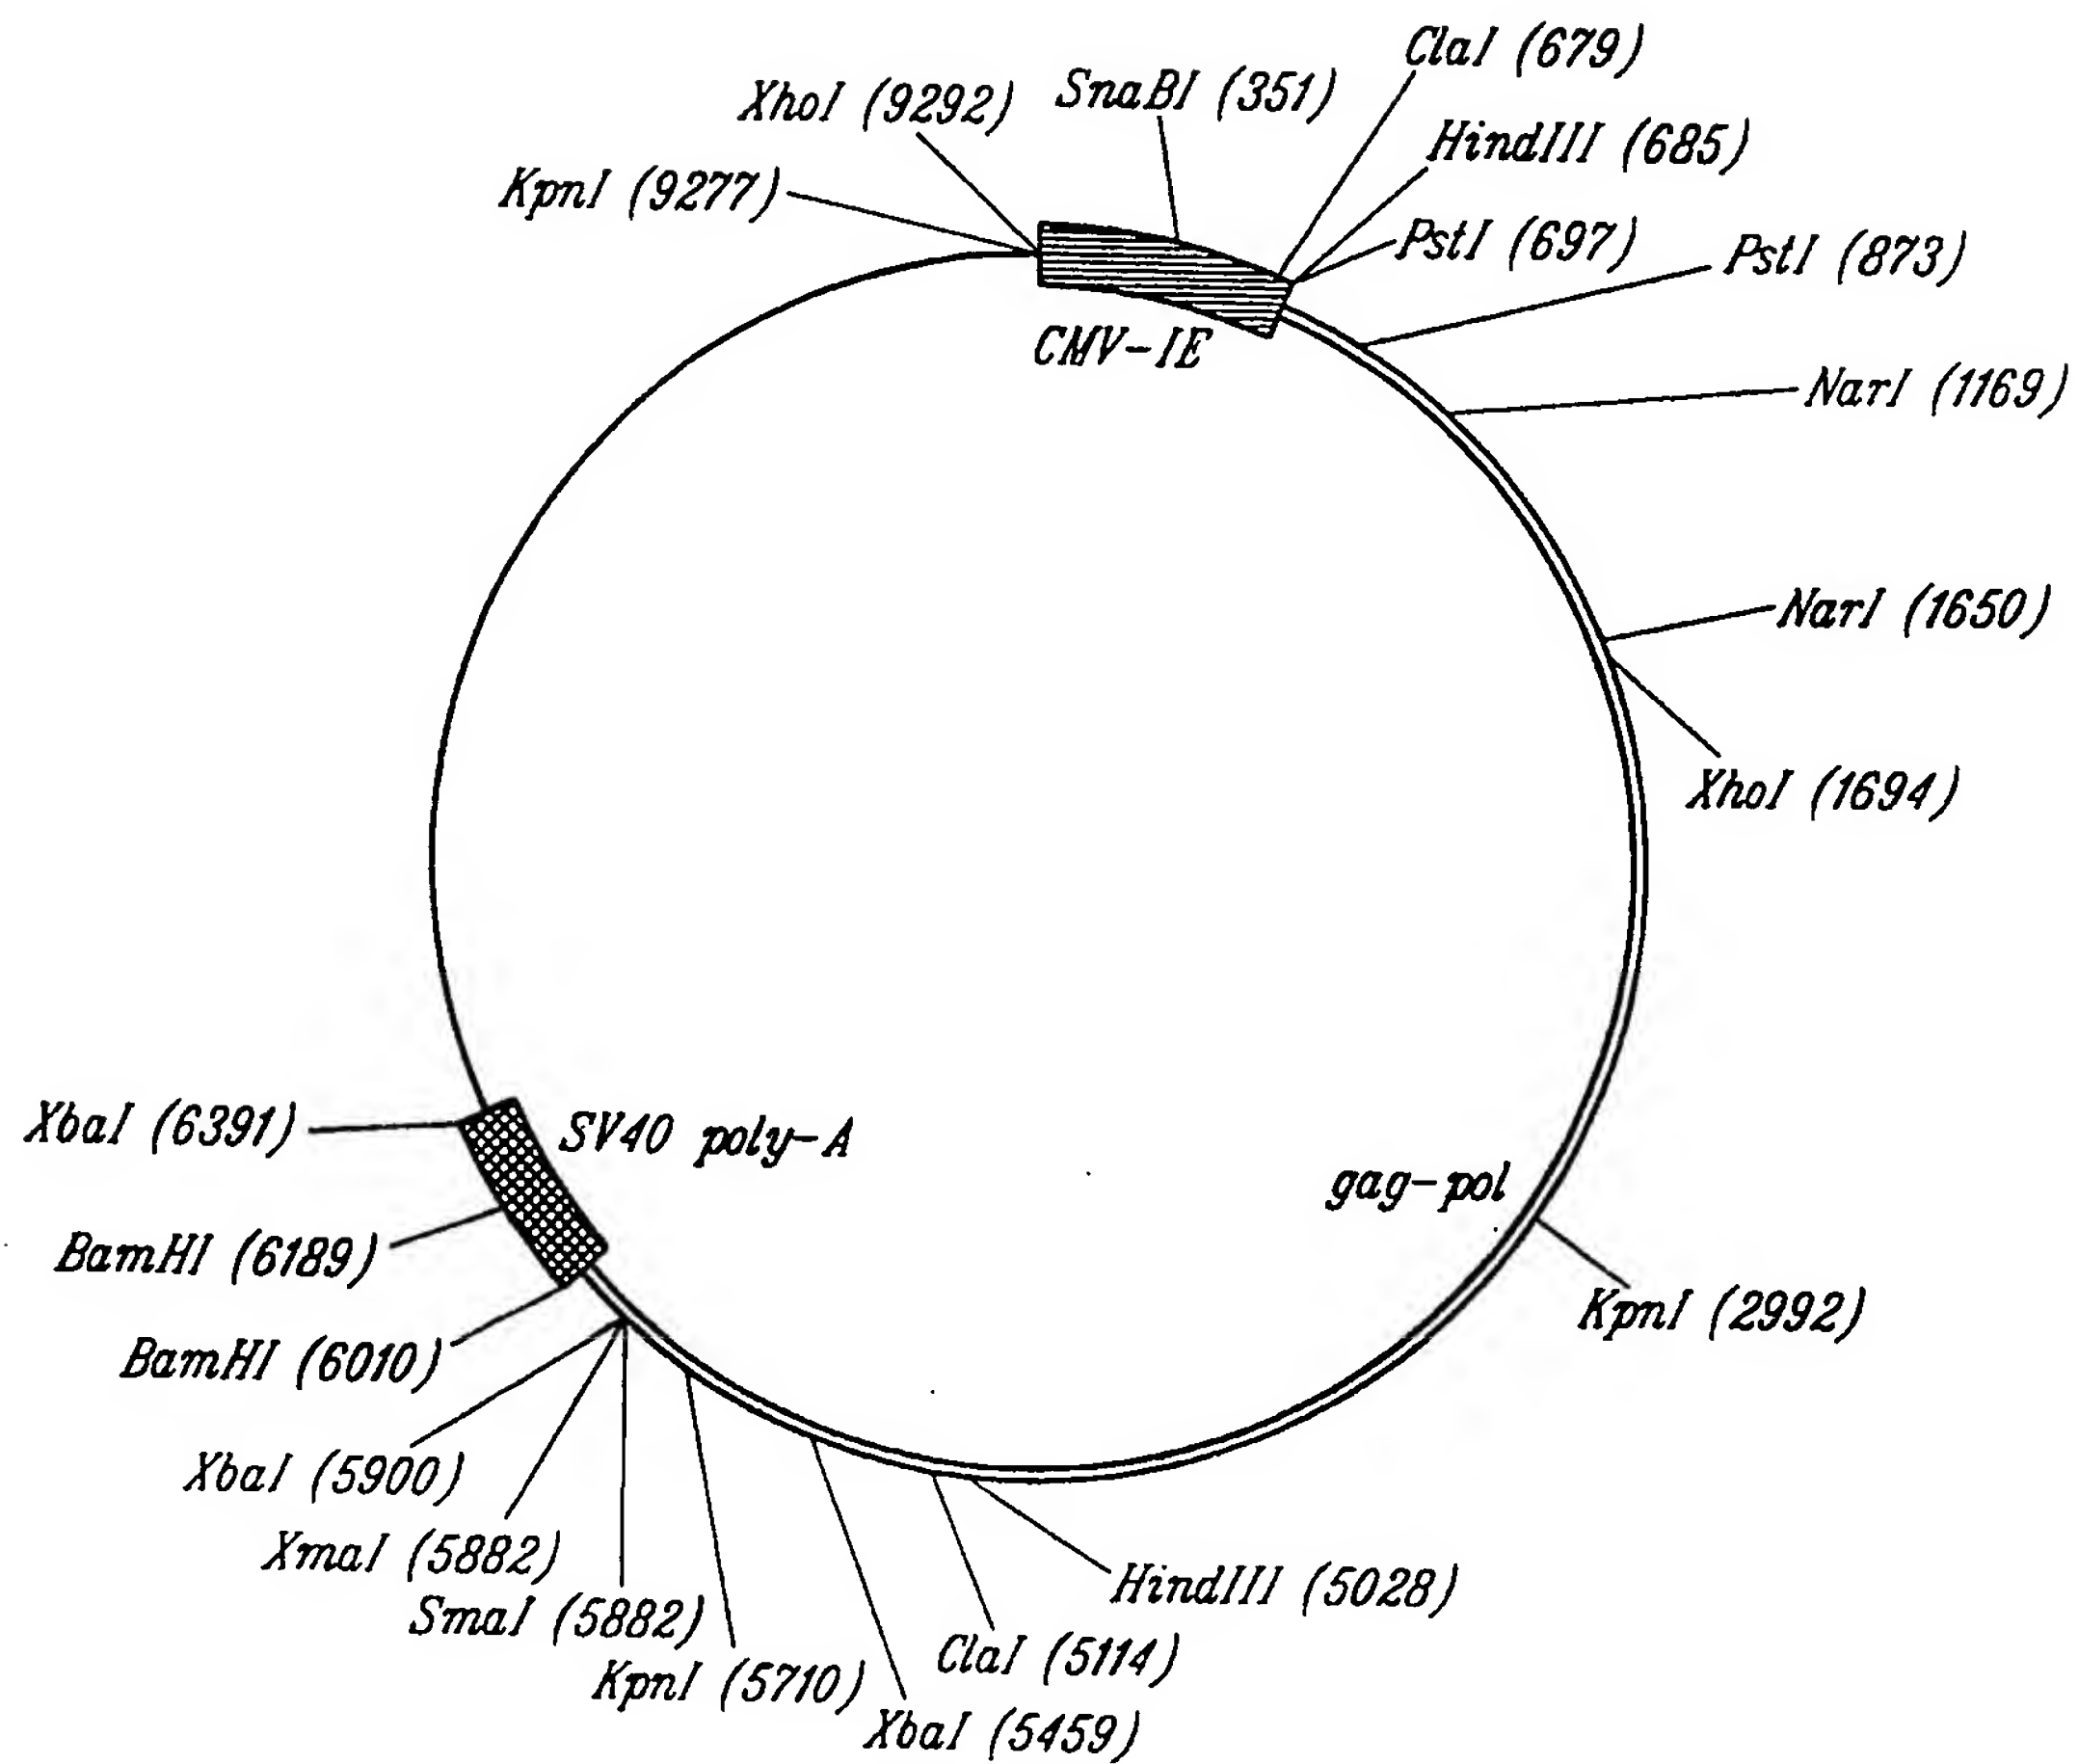 ClaI (679)
SnaBI (351)
XhoI (9292)
HindIII (685)
KpnI (9277)
PstI (697)
PstI (873)
CMV-IE
NarI (1169)
NarI (1650)
XhoI (1694)
XbaI (6391)
SV40 poly-A
gag-pol
BamHI (6189)
KpnI (2992)
BamHI (6010)
XbaI (5900)
XmaI (5882)
HindIII (5028)
SmaI (5882)
ClaI (5114)
KpnI (5710)
XbaI (5459)